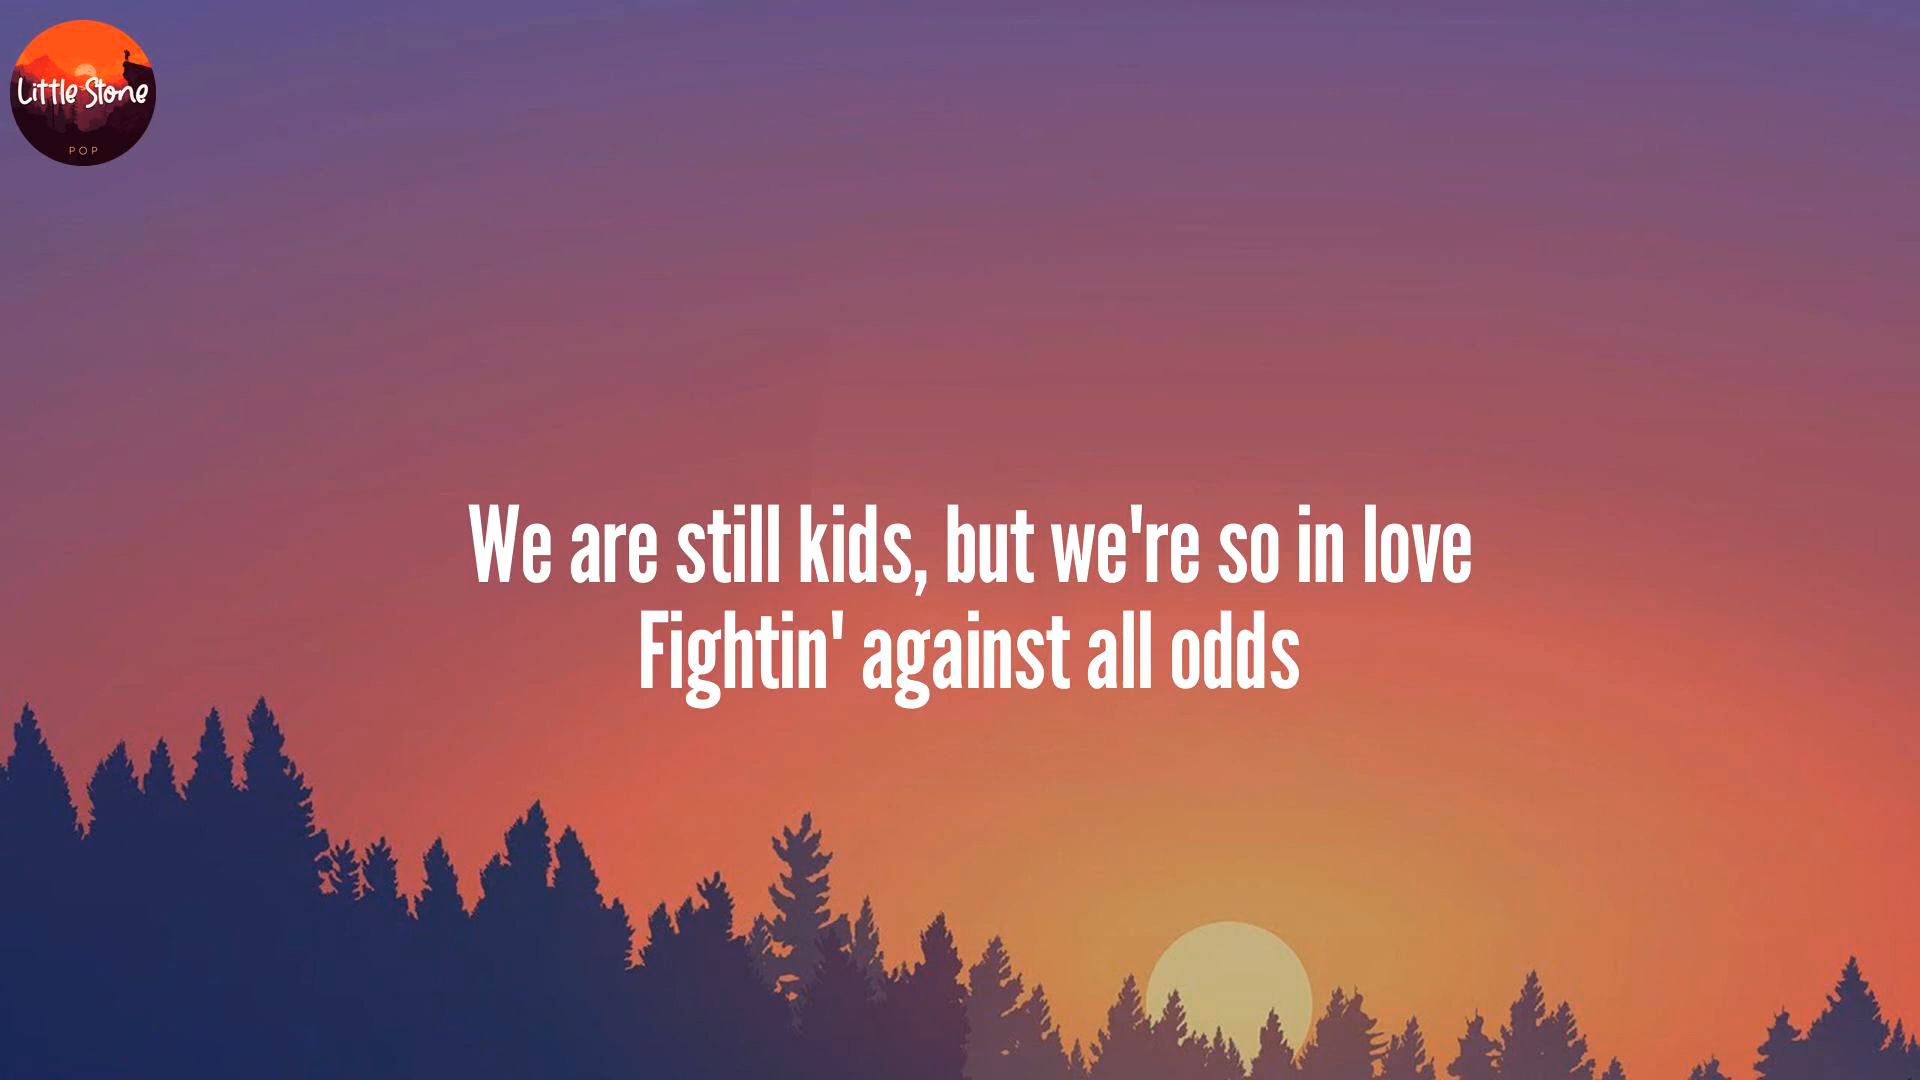 Little Stone
POP
We are still kids, but we're so in love
Fightin' against all odds